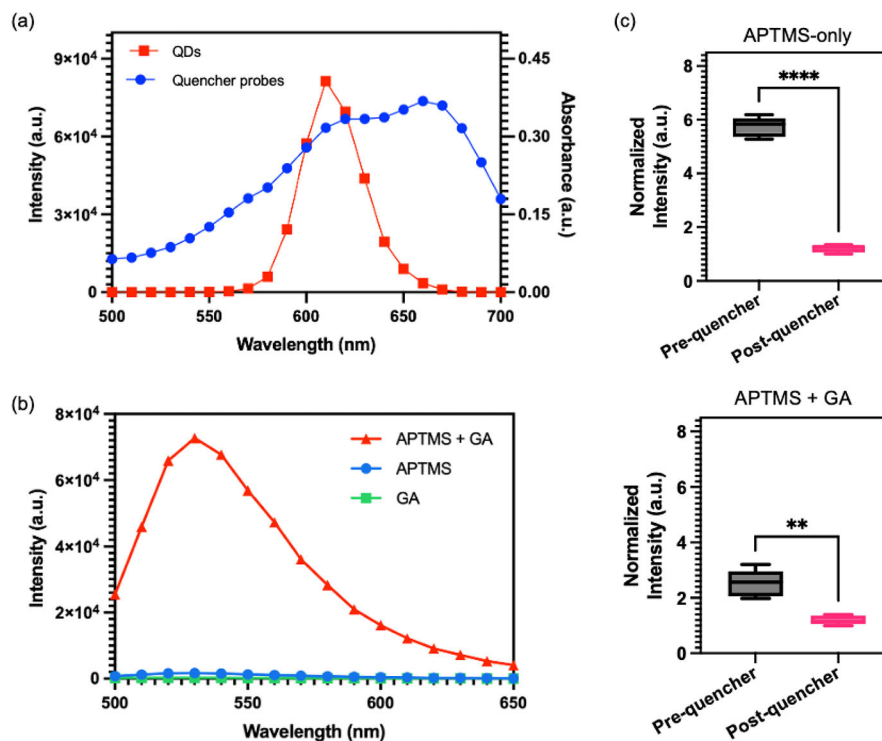 (a)
QDs
Quencher probes
9×10⁴
6×10⁴
3×10⁴
0
Intensity (a.u.)
0.45
0.30
0.15
0.00
Absorbance (a.u.)
500
550
600
650
700
Wavelength (nm)
(b)
APTMS + GA
APTMS
GA
8×10⁴
6×10⁴
4×10⁴
2×10⁴
0
Intensity (a.u.)
500
550
600
650
Wavelength (nm)
(c)
APTMS-only
8
6
4
2
0
Normalized
Intensity (a.u.)
****
Pre-quencher
Post-quencher
APTMS + GA
8
6
4
2
0
Normalized
Intensity (a.u.)
**
Pre-quencher
Post-quencher